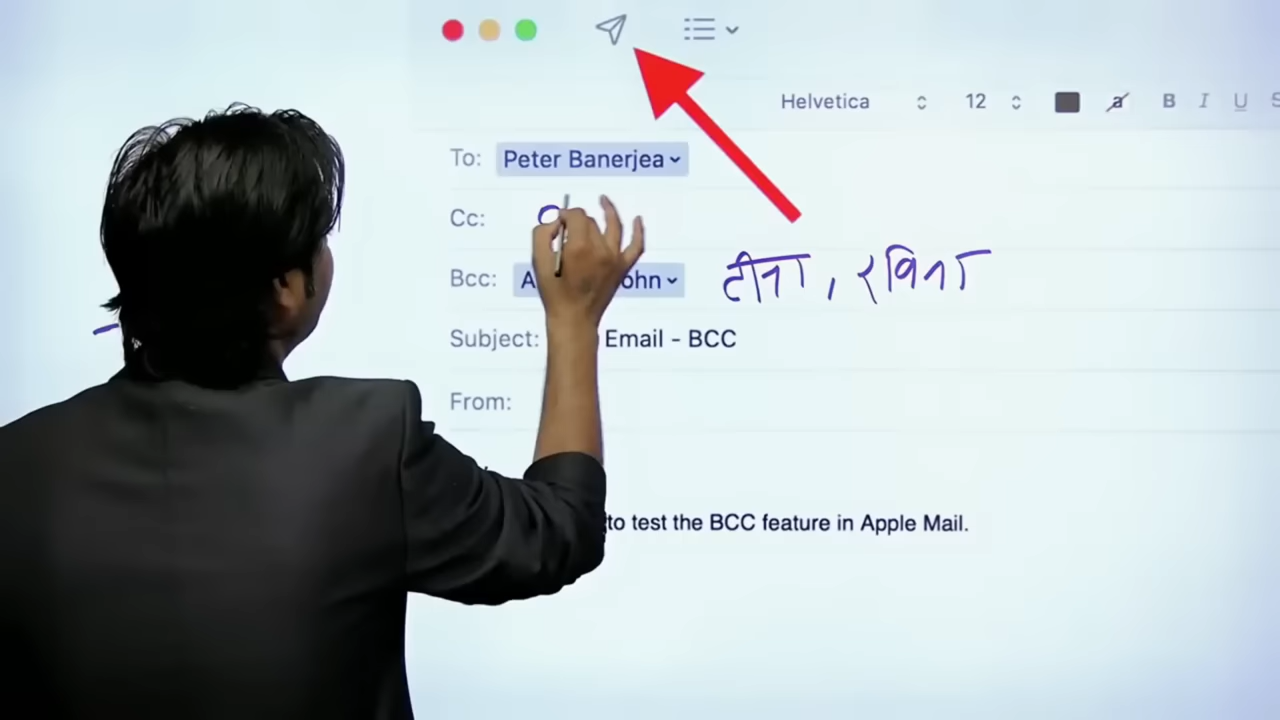 Helvetica 12 a B I U S
To: Peter Banerjea
Cc:
Bcc: टीना, रविना
Subject: Email - BCC
From:
to test the BCC feature in Apple Mail.